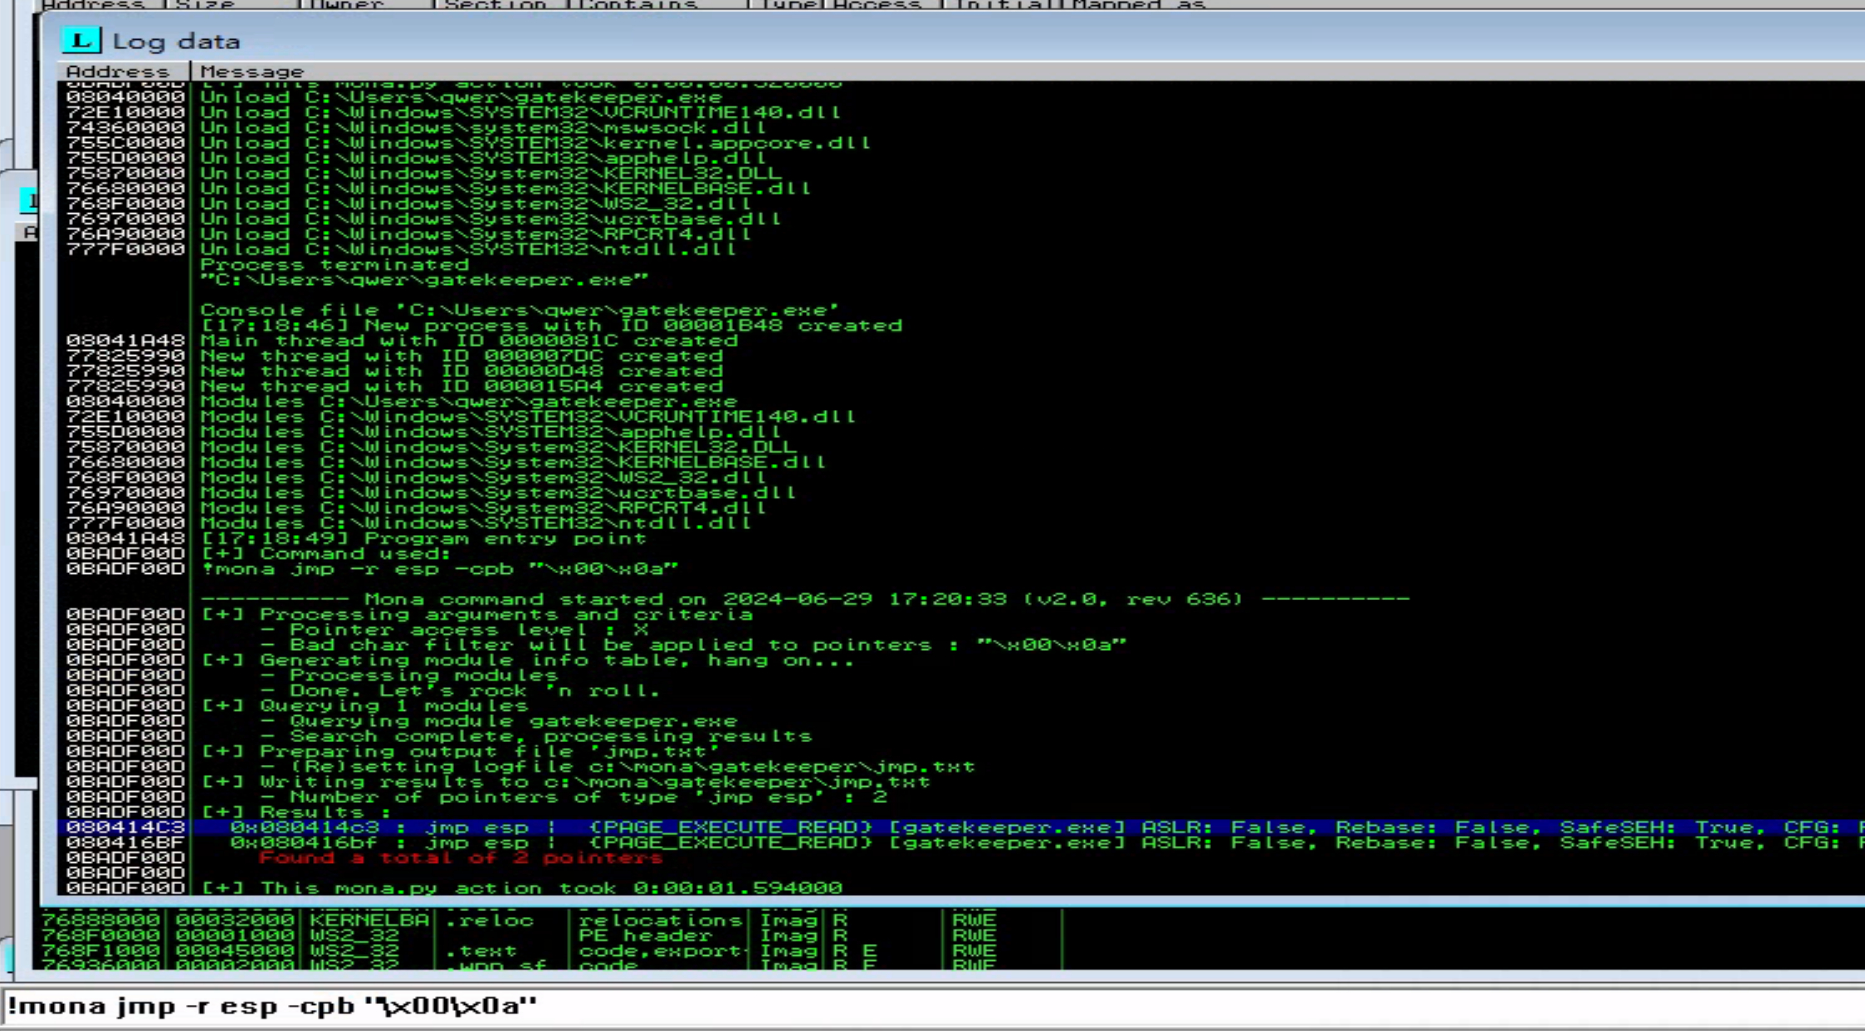 Address Size Owner Section Contains Type Access Initial Mapped as
L Log data
Address Message
0BADF00D [+] This mona.py action took 0:00:00.328000
08040000 Unload C:\Users\qwer\gatekeeper.exe
72E10000 Unload C:\Windows\SYSTEM32\VCRUNTIME140.dll
74360000 Unload C:\Windows\system32\mswsock.dll
755C0000 Unload C:\Windows\SYSTEM32\kernel.appcore.dll
755D0000 Unload C:\Windows\SYSTEM32\apphelp.dll
75870000 Unload C:\Windows\System32\KERNEL32.DLL
76680000 Unload C:\Windows\System32\KERNELBASE.dll
768F0000 Unload C:\Windows\System32\WS2_32.dll
76970000 Unload C:\Windows\System32\ucrtbase.dll
76A90000 Unload C:\Windows\System32\RPCRT4.dll
777F0000 Unload C:\Windows\SYSTEM32\ntdll.dll
Process terminated
"C:\Users\qwer\gatekeeper.exe"
Console file 'C:\Users\qwer\gatekeeper.exe'
[17:18:46] New process with ID 00001B48 created
08041A48 Main thread with ID 0000081C created
77825990 New thread with ID 000007DC created
77825990 New thread with ID 00000D48 created
77825990 New thread with ID 000015A4 created
08040000 Modules C:\Users\qwer\gatekeeper.exe
72E10000 Modules C:\Windows\SYSTEM32\VCRUNTIME140.dll
755D0000 Modules C:\Windows\SYSTEM32\apphelp.dll
75870000 Modules C:\Windows\System32\KERNEL32.DLL
76680000 Modules C:\Windows\System32\KERNELBASE.dll
768F0000 Modules C:\Windows\System32\WS2_32.dll
76970000 Modules C:\Windows\System32\ucrtbase.dll
76A90000 Modules C:\Windows\System32\RPCRT4.dll
777F0000 Modules C:\Windows\SYSTEM32\ntdll.dll
08041A48 [17:18:49] Program entry point
0BADF00D [+] Command used:
0BADF00D !mona jmp -r esp -cpb "\x00\x0a"
---------- Mona command started on 2024-06-29 17:20:33 (v2.0, rev 636) ----------
0BADF00D [+] Processing arguments and criteria
0BADF00D - Pointer access level : X
0BADF00D - Bad char filter will be applied to pointers : "\x00\x0a"
0BADF00D [+] Generating module info table, hang on...
0BADF00D - Processing modules
0BADF00D - Done. Let's rock 'n roll.
0BADF00D [+] Querying 1 modules
0BADF00D - Querying module gatekeeper.exe
0BADF00D - Search complete, processing results
0BADF00D [+] Preparing output file 'jmp.txt'
0BADF00D - (Re)setting logfile c:\mona\gatekeeper\jmp.txt
0BADF00D [+] Writing results to c:\mona\gatekeeper\jmp.txt
0BADF00D - Number of pointers of type 'jmp esp' : 2
0BADF00D [+] Results :
080414C3 0x080414c3 : jmp esp | {PAGE_EXECUTE_READ} [gatekeeper.exe] ASLR: False, Rebase: False, SafeSEH: True, CFG: F
080416BF 0x080416bf : jmp esp | {PAGE_EXECUTE_READ} [gatekeeper.exe] ASLR: False, Rebase: False, SafeSEH: True, CFG: F
0BADF00D Found a total of 2 pointers
0BADF00D
0BADF00D [+] This mona.py action took 0:00:01.594000
76888000 00032000 KERNELBA .reloc relocations Imag R RWE
768F0000 00001000 WS2_32 PE header Imag R RWE
768F1000 00045000 WS2_32 .text code,export Imag R E RWE
76936000 00002000 WS2_32 .wpp_sf code Imag R E RWE
!mona jmp -r esp -cpb "\x00\x0a"